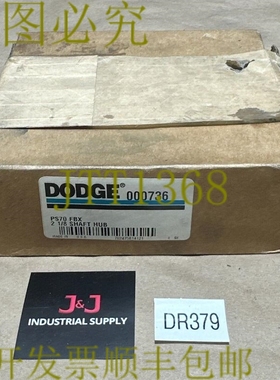 图必究
DODGE® 000736
PS78 FBX
2 1/8 SHAFT HUB
JTT1368
J&J
INDUSTRIAL SUPPLY
DR379
开发票顺丰包邮